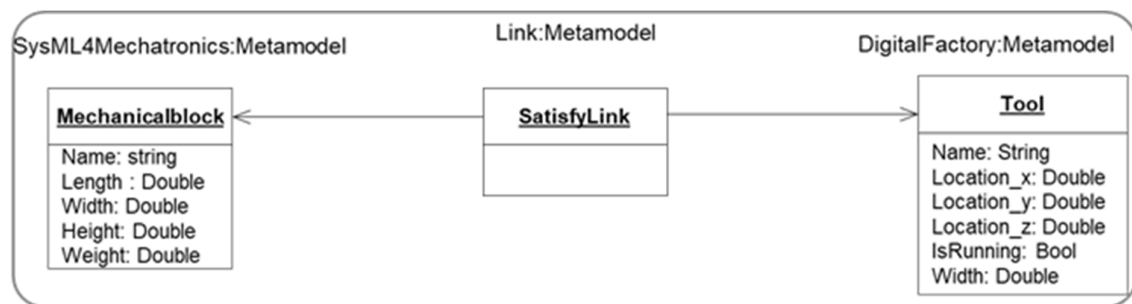 Link:Metamodel
SysML4Mechatronics:Metamodel
DigitalFactory:Metamodel
Mechanicalblock
Name: string
Length : Double
Width: Double
Height: Double
Weight: Double
SatisfyLink
Tool
Name: String
Location_x: Double
Location_y: Double
Location_z: Double
IsRunning: Bool
Width: Double